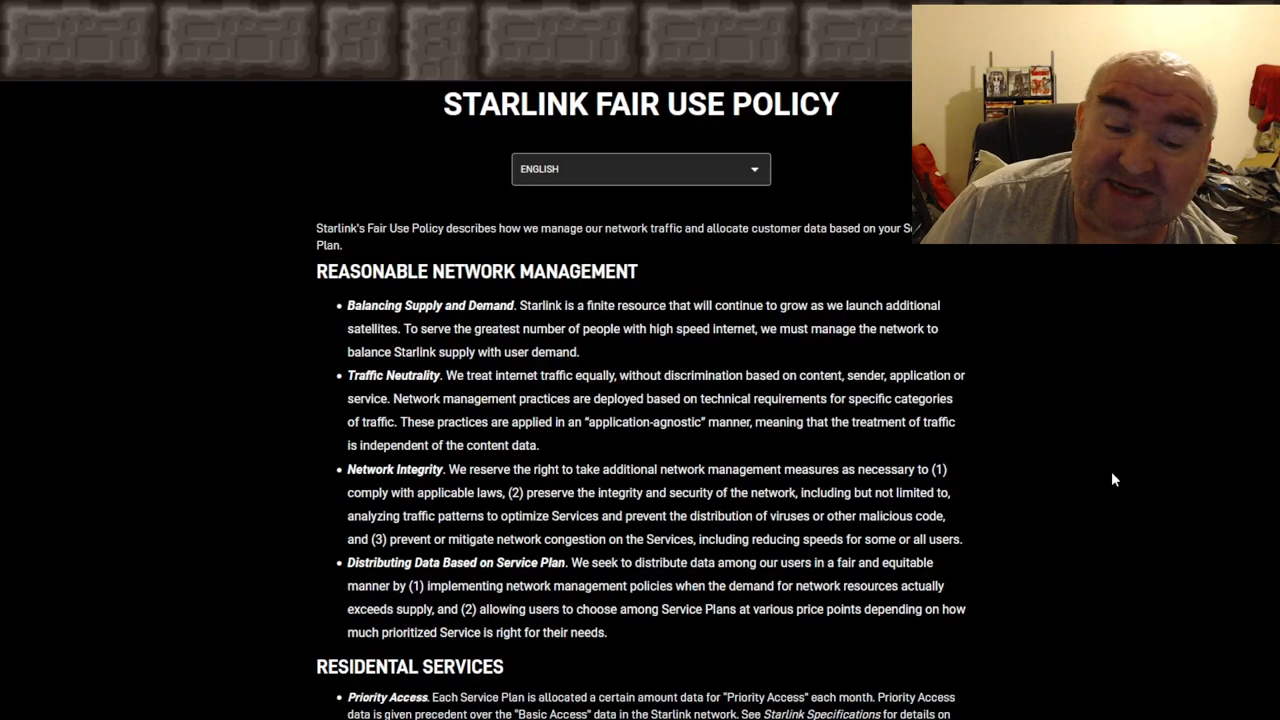 STARLINK FAIR USE POLICY
ENGLISH
Starlink's Fair Use Policy describes how we manage our network traffic and allocate customer data based on your
Plan.
REASONABLE NETWORK MANAGEMENT
• Balancing Supply and Demand. Starlink is a finite resource that will continue to grow as we launch additional
satellites. To serve the greatest number of people with high speed internet, we must manage the network to
balance Starlink supply with user demand.
• Traffic Neutrality. We treat internet traffic equally, without discrimination based on content, sender, application or
service. Network management practices are deployed based on technical requirements for specific categories
of traffic. These practices are applied in an “application-agnostic” manner, meaning that the treatment of traffic
is independent of the content data.
• Network Integrity. We reserve the right to take additional network management measures as necessary to (1)
comply with applicable laws, (2) preserve the integrity and security of the network, including but not limited to,
analyzing traffic patterns to optimize Services and prevent the distribution of viruses or other malicious code,
and (3) prevent or mitigate network congestion on the Services, including reducing speeds for some or all users.
• Distributing Data Based on Service Plan. We seek to distribute data among our users in a fair and equitable
manner by (1) implementing network management policies when the demand for network resources actually
exceeds supply, and (2) allowing users to choose among Service Plans at various price points depending on how
much prioritized Service is right for their needs.
RESIDENTAL SERVICES
• Priority Access. Each Service Plan is allocated a certain amount data for “Priority Access” each month. Priority Access
data is given precedent over the “Basic Access” data in the Starlink network. See Starlink Specifications for details on